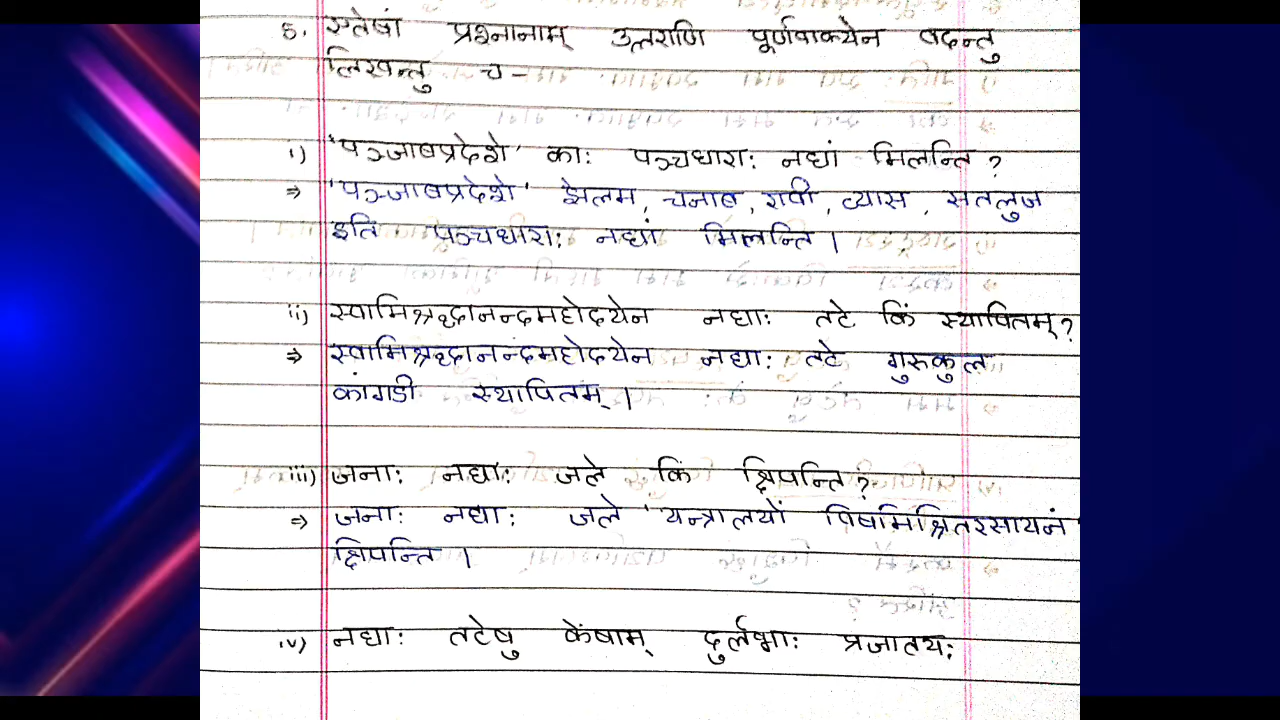 5. एतेषां प्रश्नानाम् उत्तराणि पूर्णवाक्येन वदन्तु
लिखन्तु च -
i) 'पञ्जाबप्रदेशे' काः पञ्चधाराः नद्यां मिलन्ति ?
⇒ 'पञ्जाबप्रदेशे' झेलम, चनाब, रावी, व्यास, सतलुज
इति पञ्चधाराः नद्यां मिलन्ति ।
ii) स्वामिश्रद्धानन्दमहोदयेन नद्याः तटे किं स्थापितम् ?
⇒ स्वामिश्रद्धानन्दमहोदयेन नद्याः तटे गुरुकुल
कांगडी स्थापितम् ।
iii) जनाः नद्याः जले किं क्षिपन्ति ?
⇒ जनाः नद्याः जले यन्त्रालयों विषमिश्रितरसायनं
क्षिपन्ति ।
iv) नद्याः तटेषु केंषाम् दुर्लभाः प्रजातयः